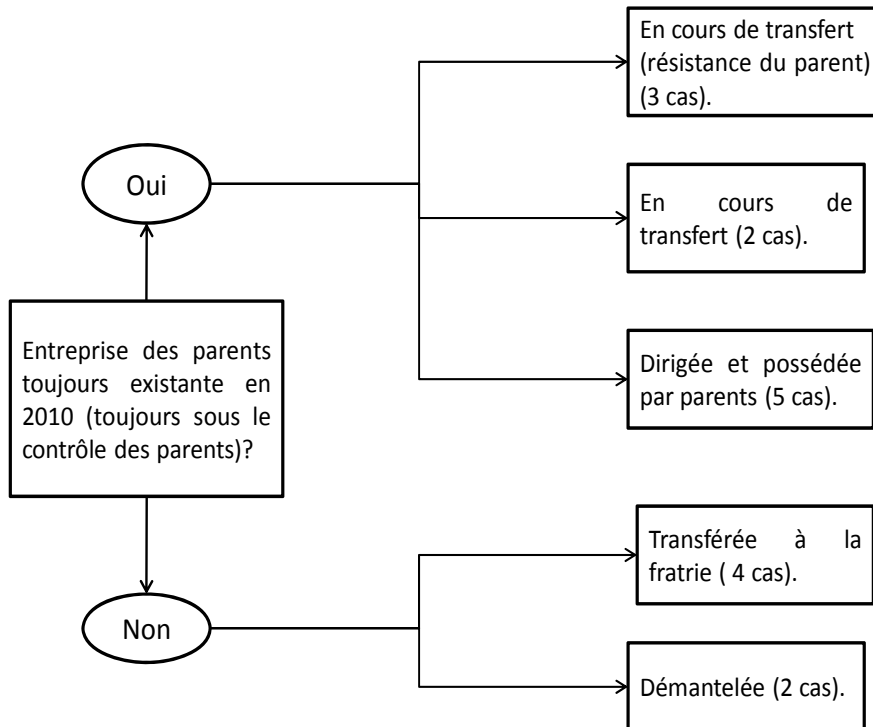 En cours de transfert
(résistance du parent)
(3 cas).
Oui
En cours de
transfert (2 cas).
Entreprise des parents
toujours existante en
2010 (toujours sous le
contrôle des parents)?
Dirigée et possédée
par parents (5 cas).
Transférée à la
fratrie ( 4 cas).
Non
Démantelée (2 cas).